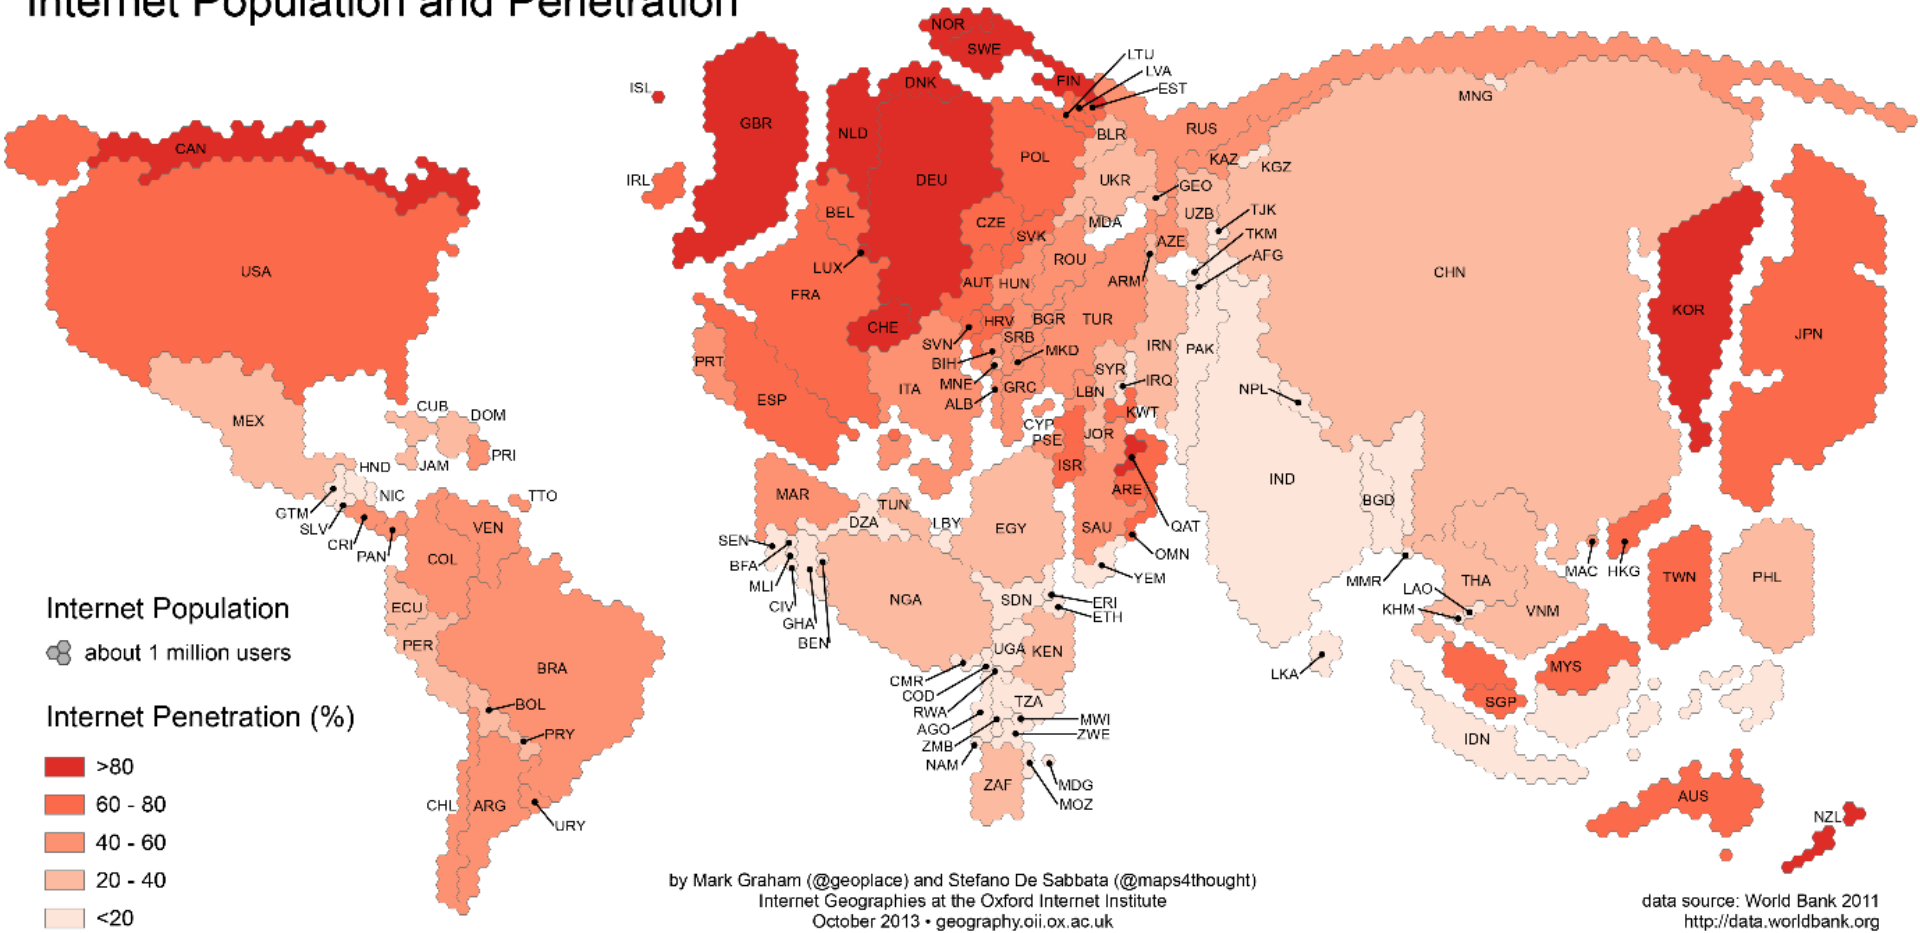 Internet Population and Penetration
NOR
SWE
LTU
LVA
FIN
EST
DNK
ISL
MNG
GBR
NLD
RUS
BLR
CAN
POL
KAZ
KGZ
IRL
DEU
UKR
GEO
BEL
CZE
MDA
UZB
TJK
SVK
AZE
TKM
AFG
LUX
ROU
USA
CHN
FRA
AUT
HUN
ARM
KOR
CHE
HRV
BGR
TUR
JPN
SVN
SRB
IRN
PAK
BIH
MKD
PRT
SYR
IRQ
MNE
ITA
GRC
LBN
NPL
ALB
ESP
KWT
CUB
DOM
MEX
CYP
PSE
JOR
PRI
HND
JAM
ISR
IND
NIC
TTO
MAR
ARE
BGD
GTM
TUN
SLV
VEN
DZA
LBY
EGY
SAU
QAT
CRI
PAN
COL
SEN
OMN
BFA
MLI
YEM
MMR
MAC
HKG
TWN
PHL
LAO
THA
CIV
NGA
SDN
ERI
KHM
VNM
ECU
GHA
ETH
BEN
PER
UGA
KEN
BRA
MYS
CMR
LKA
COD
BOL
RWA
TZA
SGP
AGO
MWI
PRY
ZMB
ZWE
IDN
NAM
CHL
ARG
ZAF
MDG
MOZ
AUS
URY
NZL
Internet Population
about 1 million users
Internet Penetration (%)
>80
60 - 80
40 - 60
20 - 40
<20
by Mark Graham (@geoplace) and Stefano De Sabbata (@maps4thought)
Internet Geographies at the Oxford Internet Institute
October 2013 • geography.oii.ox.ac.uk
data source: World Bank 2011
http://data.worldbank.org